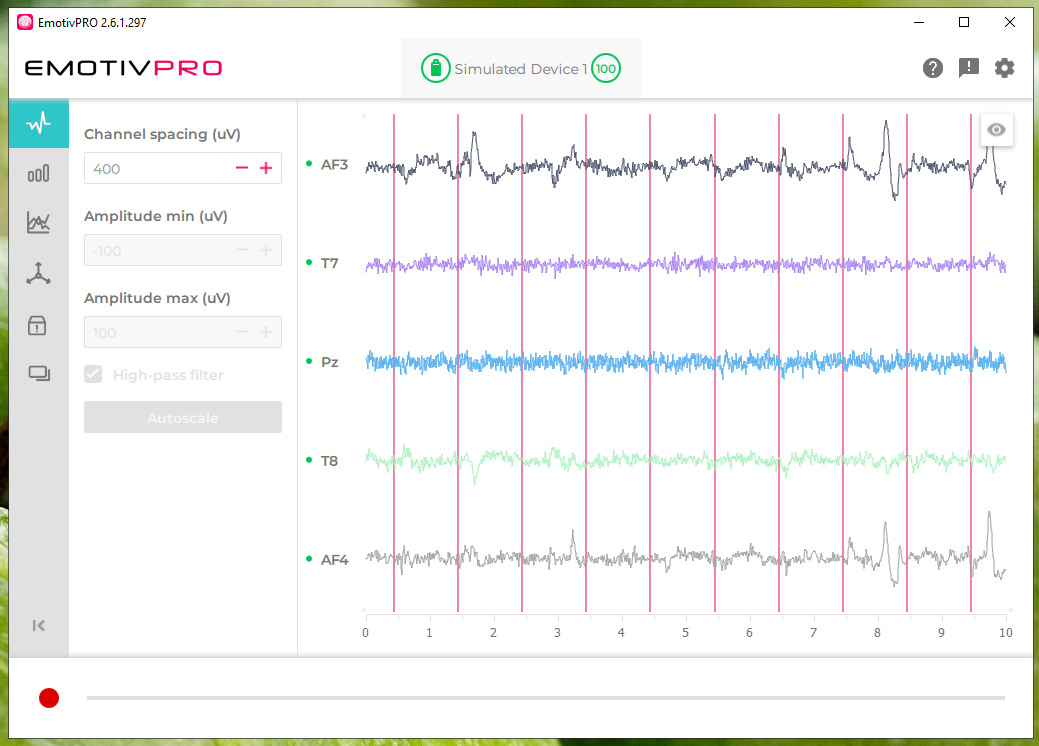 EmotivPRO 2.6.1.297
EMOTIVPRO
Simulated Device 1 100
Channel spacing (uV)
400
Amplitude min (uV)
-100
Amplitude max (uV)
100
High-pass filter
Autoscale
AF3
T7
Pz
T8
AF4
0 1 2 3 4 5 6 7 8 9 10